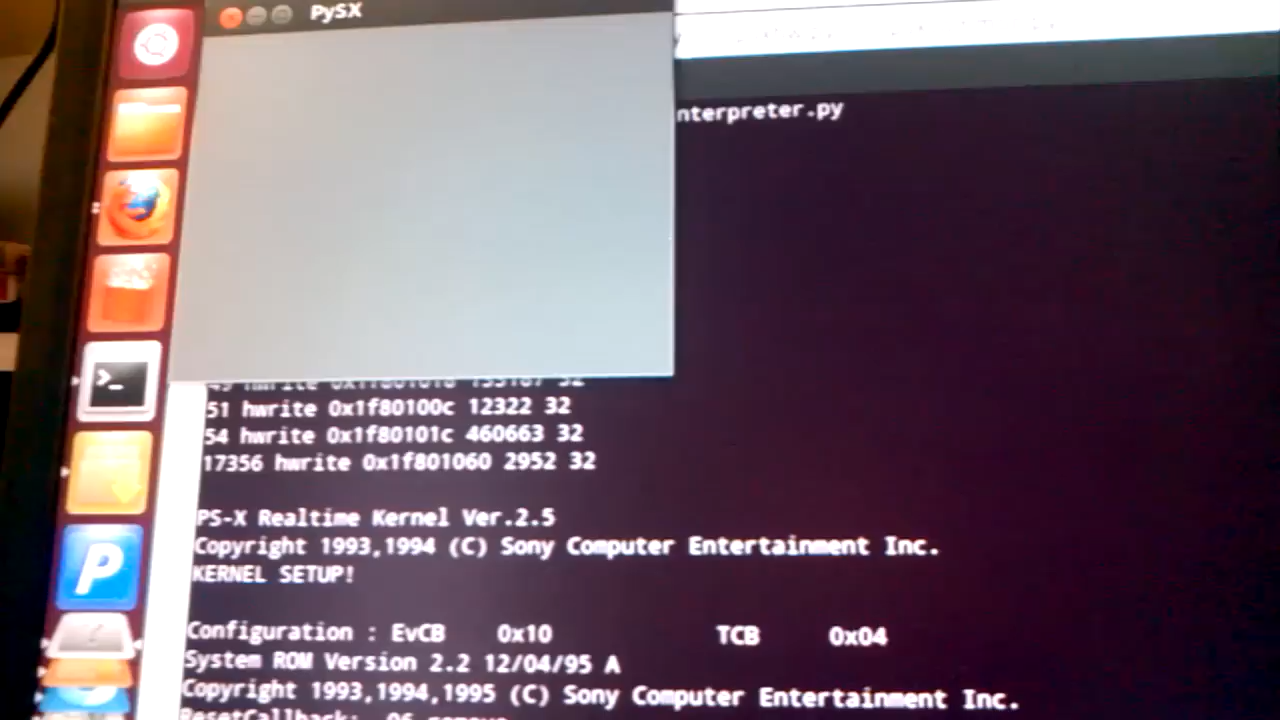 PySX
nterpreter.py
51 hwrite 0x1f80100c 12322 32
54 hwrite 0x1f80101c 460663 32
17356 hwrite 0x1f801060 2952 32
PS-X Realtime Kernel Ver.2.5
Copyright 1993,1994 (C) Sony Computer Entertainment Inc.
KERNEL SETUP!
Configuration : EvCB 0x10 TCB 0x04
System ROM Version 2.2 12/04/95 A
Copyright 1993,1994,1995 (C) Sony Computer Entertainment Inc.
ResetCallback: